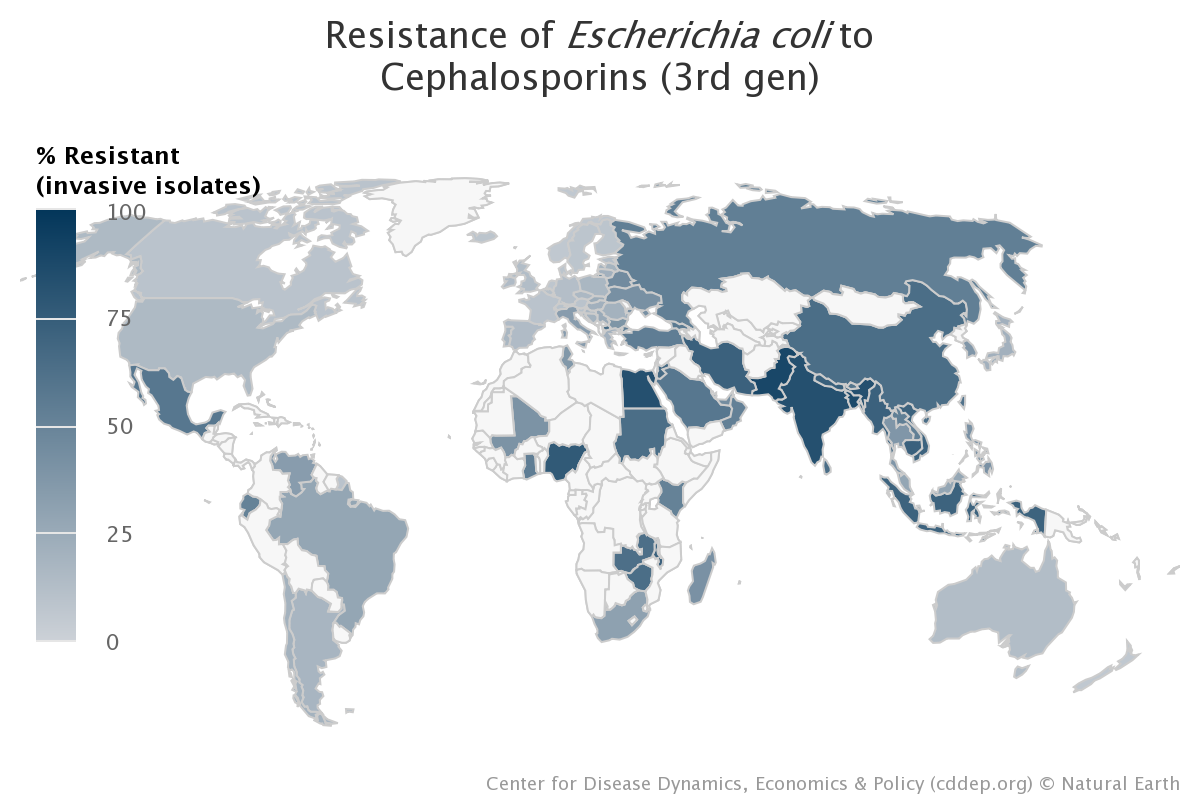 Resistance of Escherichia coli to
Cephalosporins (3rd gen)
% Resistant
(invasive isolates)
100
75
50
25
0
Center for Disease Dynamics, Economics & Policy (cddep.org) © Natural Earth